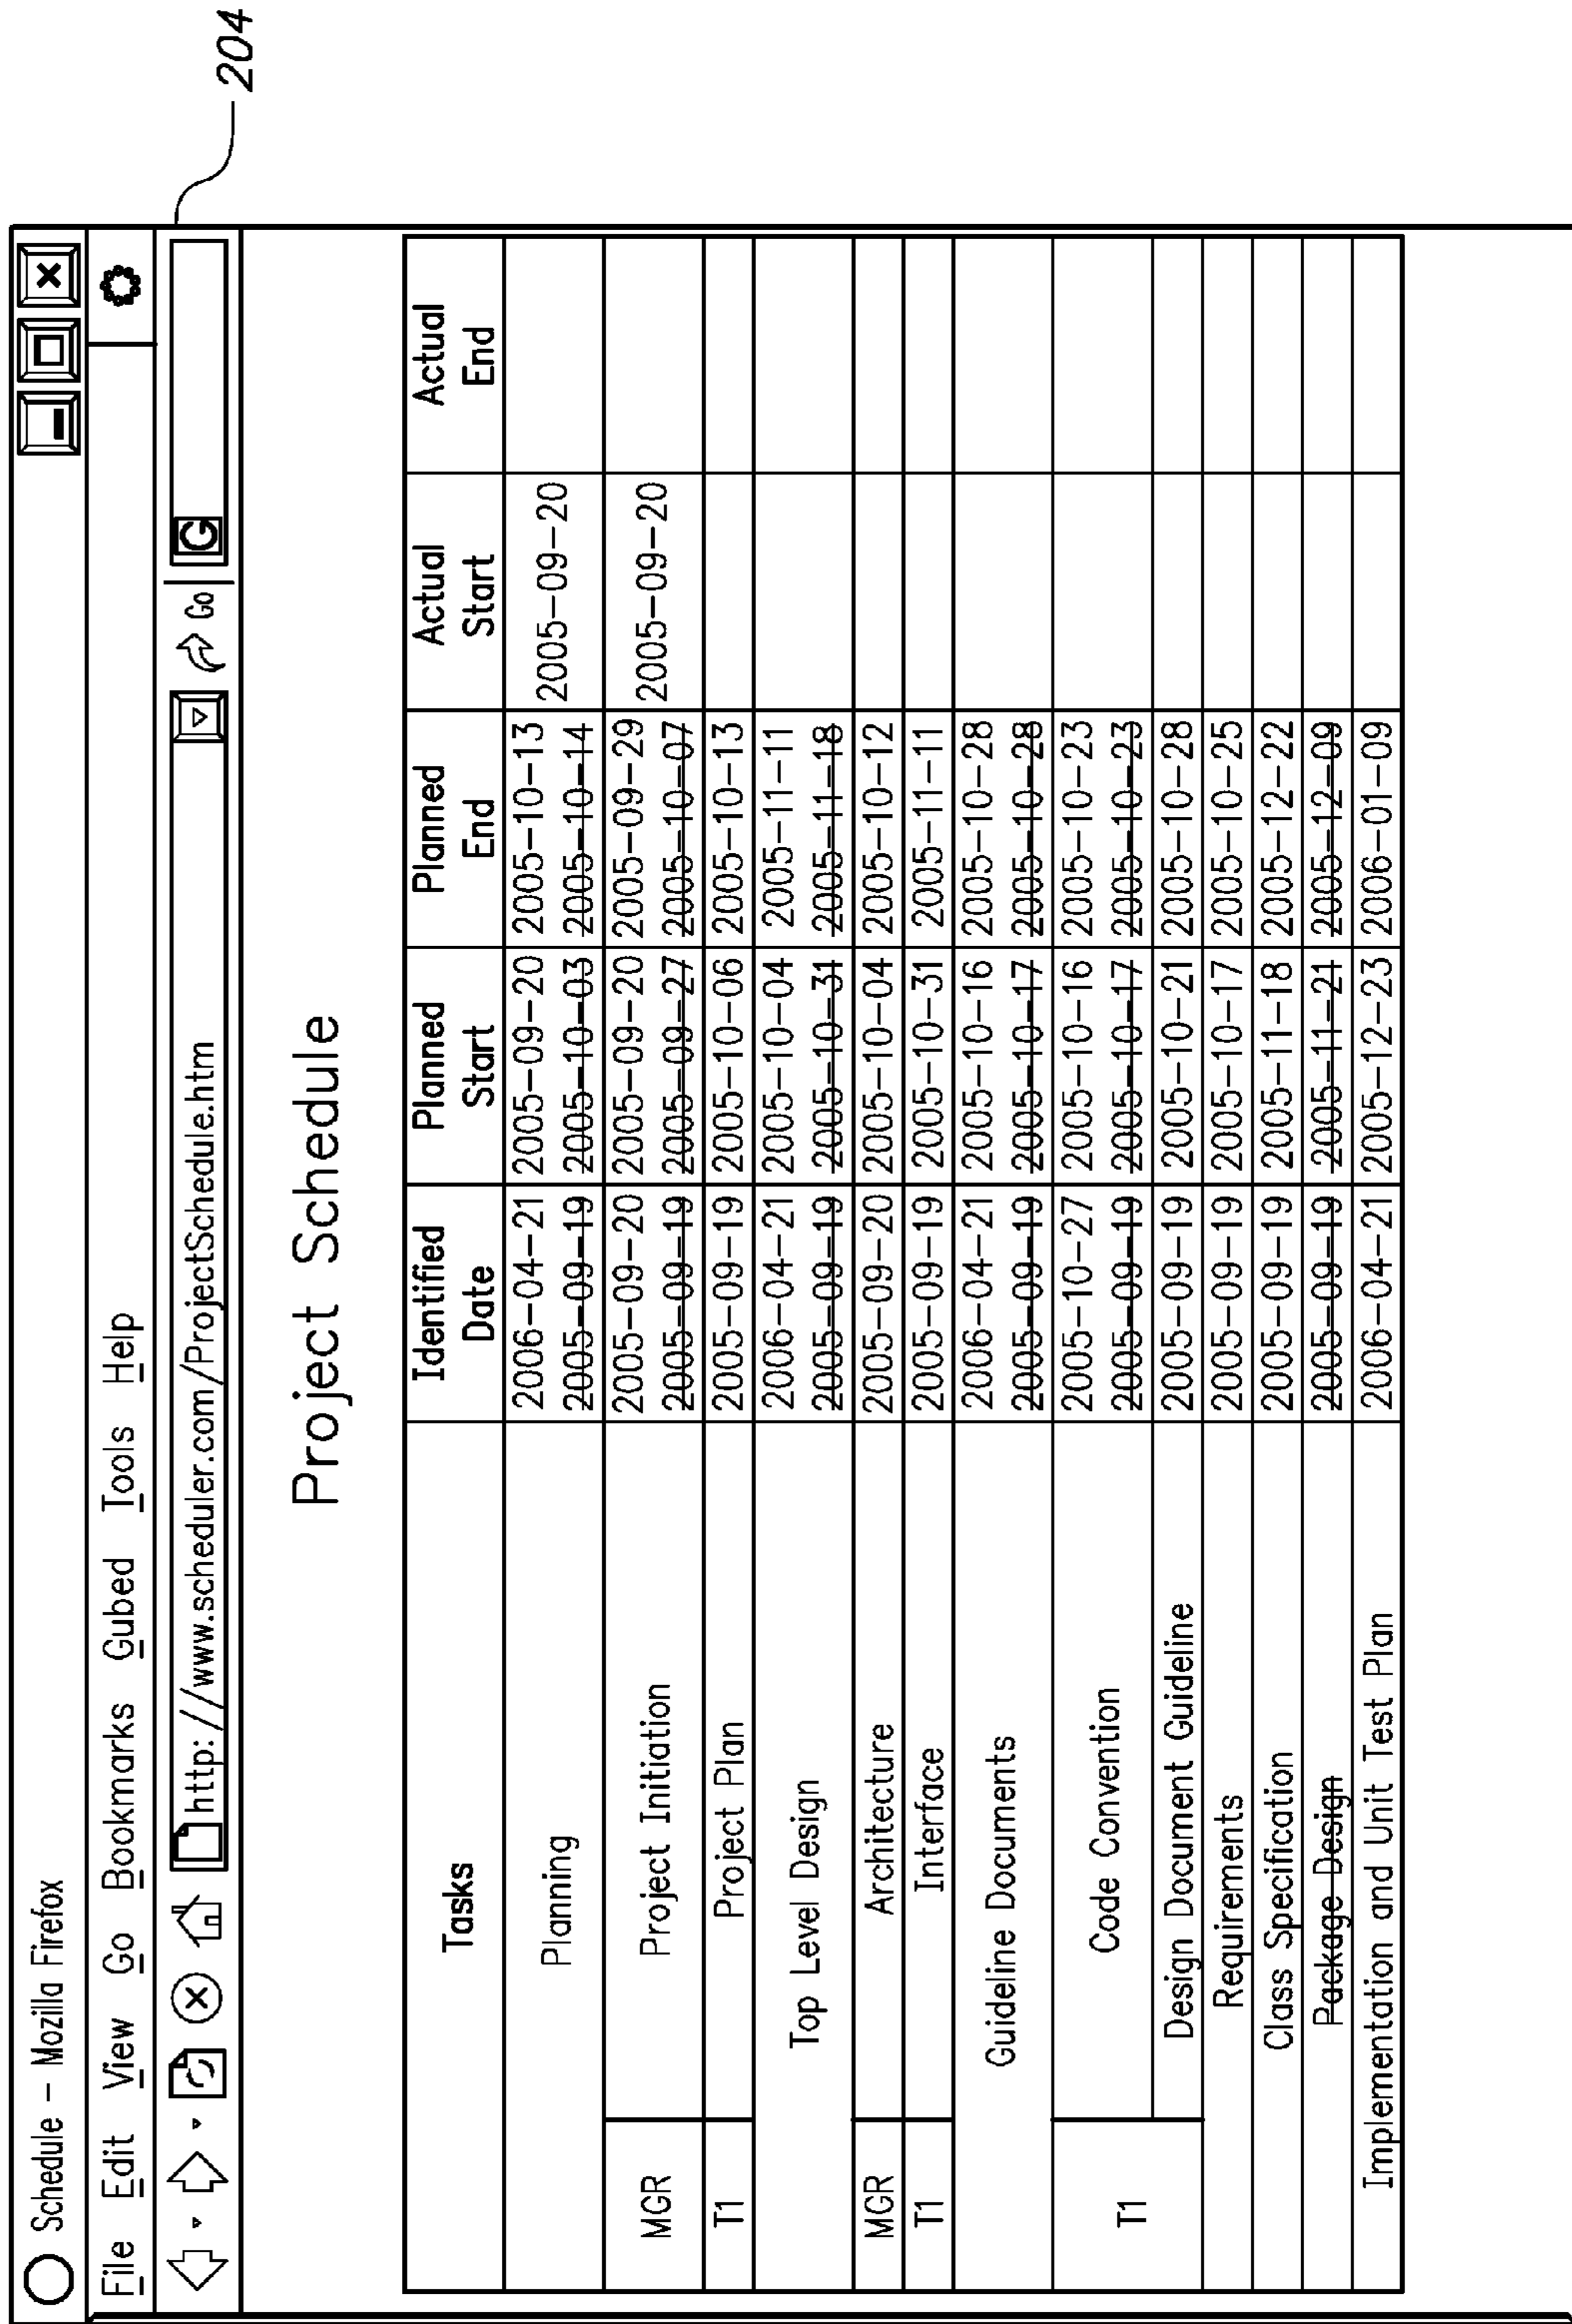 Schedule – Mozilla Firefox
File Edit View Go Bookmarks Gubed Tools Help
http: //www.scheduler.com/ProjectSchedule.htm Go G
204
Project Schedule
Tasks Identified Date Planned Start Planned End Actual Start Actual End
Planning 2006–04–21 2005–09–20 2005–10–13 2005–09–20
2005–09–19 2005–10–03 2005–10–14
MGR Project Initiation 2005–09–20 2005–09–20 2005–09–29 2005–09–20
2005–09–19 2005–09–27 2005–10–07
T1 Project Plan 2005–09–19 2005–10–06 2005–10–13
Top Level Design 2006–04–21 2005–10–04 2005–11–11
2005–09–19 2005–10–31 2005–11–18
MGR Architecture 2005–09–20 2005–10–04 2005–10–12
T1 Interface 2005–09–19 2005–10–31 2005–11–11
Guideline Documents 2006–04–21 2005–10–16 2005–10–28
2005–09–19 2005–10–17 2005–10–28
T1 Code Convention 2005–10–27 2005–10–16 2005–10–23
2005–09–19 2005–10–17 2005–10–23
Design Document Guideline 2005–09–19 2005–10–21 2005–10–28
Requirements 2005–09–19 2005–10–17 2005–10–25
Class Specification 2005–09–19 2005–11–18 2005–12–22
Package Design 2005–09–19 2005–11–21 2005–12–09
Implementation and Unit Test Plan 2006–04–21 2005–12–23 2006–01–09